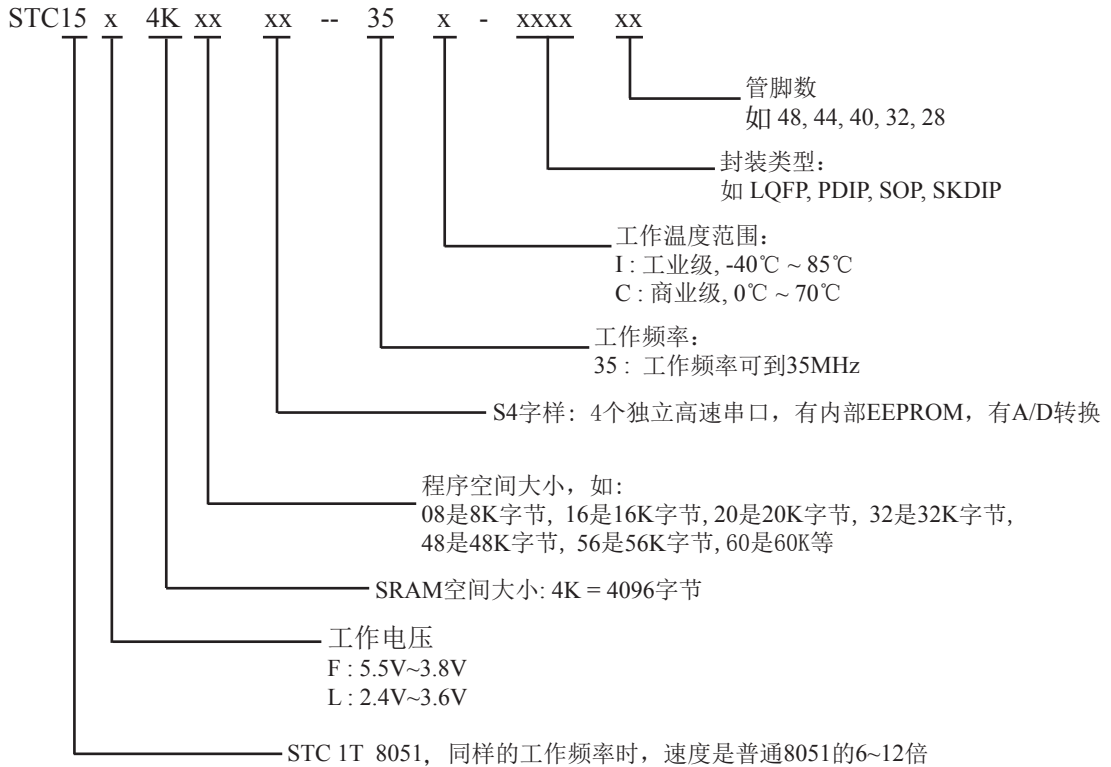 STC15 x 4K xx xx -- 35 x - xxxx xx
管脚数
如 48, 44, 40, 32, 28
封装类型：
如 LQFP, PDIP, SOP, SKDIP
工作温度范围：
I : 工业级, -40℃ ~ 85℃
C : 商业级, 0℃ ~ 70℃
工作频率：
35 : 工作频率可到35MHz
S4字样: 4个独立高速串口，有内部EEPROM，有A/D转换
程序空间大小，如:
08是8K字节, 16是16K字节, 20是20K字节, 32是32K字节,
48是48K字节, 56是56K字节, 60是60K等
SRAM空间大小: 4K = 4096字节
工作电压
F : 5.5V~3.8V
L : 2.4V~3.6V
STC 1T 8051, 同样的工作频率时，速度是普通8051的6~12倍